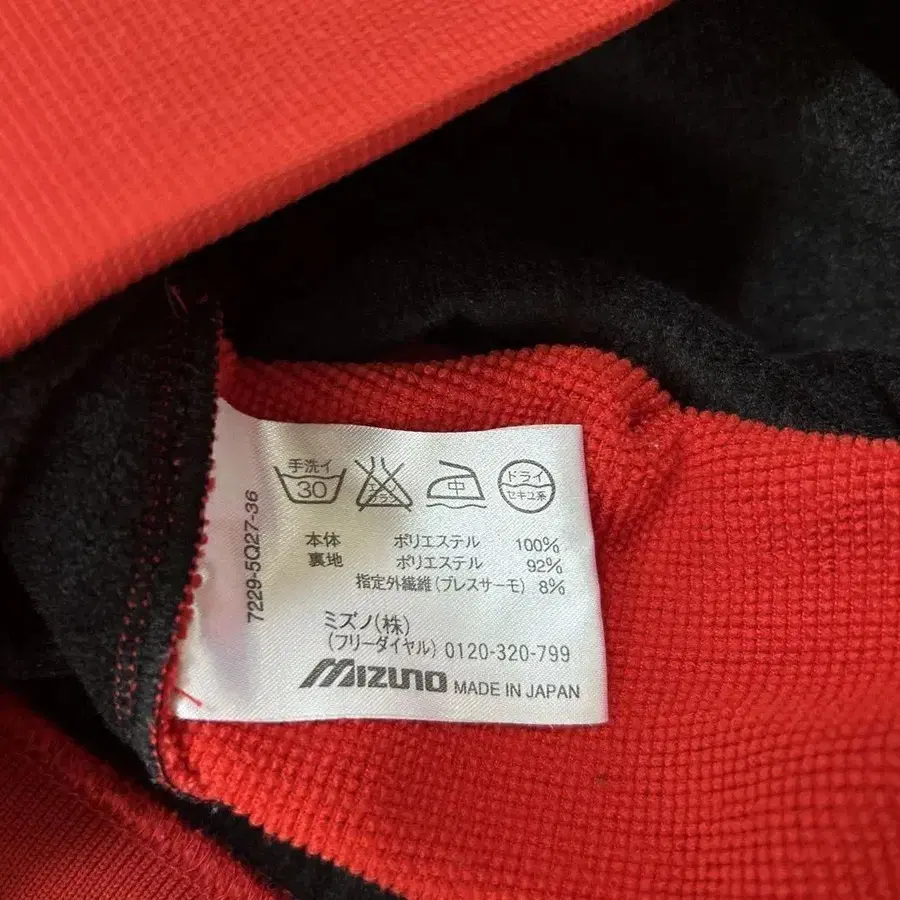 手洗イ
30
エンソ
サラシ
中
ドライ
セキユ系
本体 ポリエステル 100%
裏地 ポリエステル 92%
指定外繊維(ブレスサーモ) 8%
ミズノ(株)
(フリーダイヤル) 0120-320-799
MIZUNO MADE IN JAPAN
7229-5Q27-36